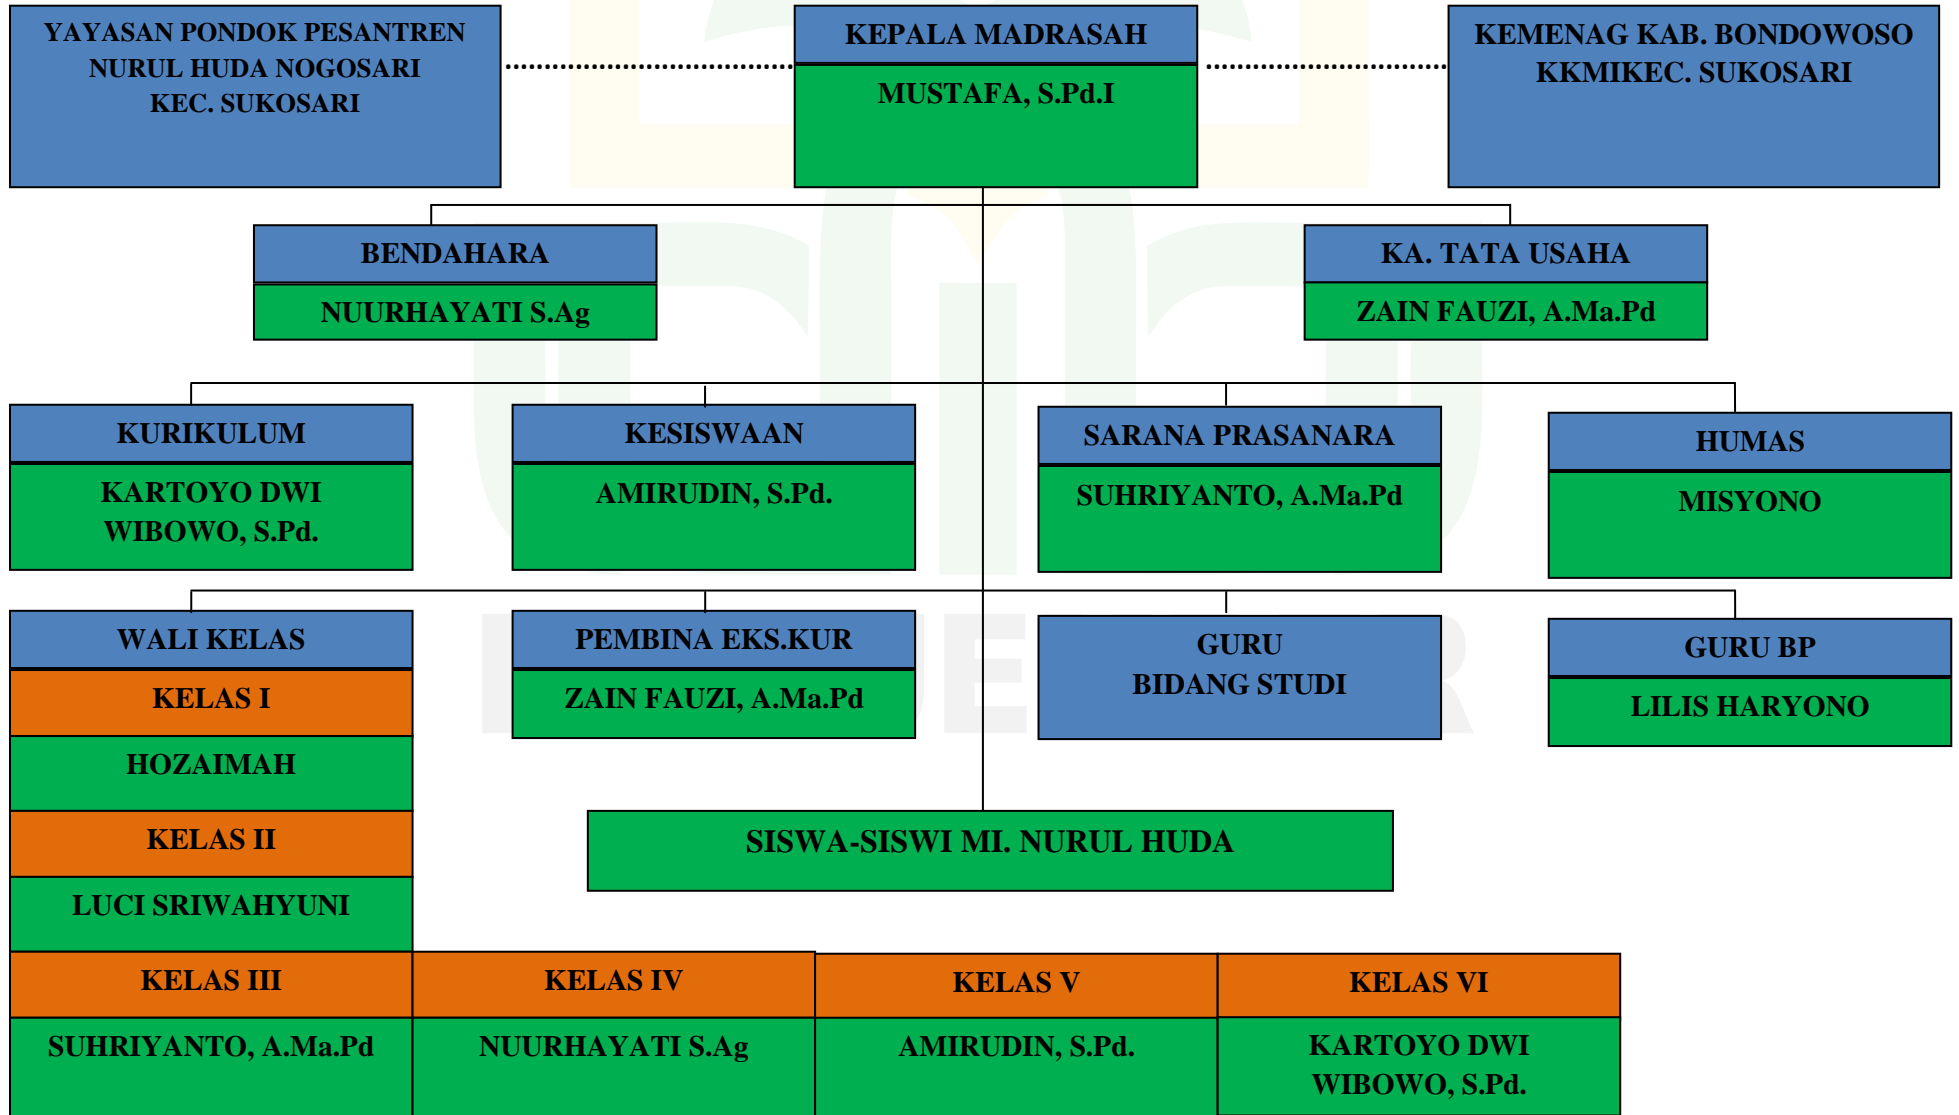 YAYASAN PONDOK PESANTREN
NURUL HUDA NOGOSARI
KEC. SUKOSARI
KEPALA MADRASAH
MUSTAFA, S.Pd.I
KEMENAG KAB. BONDOWOSO
KKMIKEC. SUKOSARI
BENDAHARA
NUURHAYATI S.Ag
KA. TATA USAHA
ZAIN FAUZI, A.Ma.Pd
KURIKULUM
KARTOYO DWI
WIBOWO, S.Pd.
KESISWAAN
AMIRUDIN, S.Pd.
SARANA PRASANARA
SUHRIYANTO, A.Ma.Pd
HUMAS
MISYONO
WALI KELAS
KELAS I
HOZAIMAH
KELAS II
LUCI SRIWAHYUNI
PEMBINA EKS.KUR
ZAIN FAUZI, A.Ma.Pd
GURU
BIDANG STUDI
GURU BP
LILIS HARYONO
SISWA-SISWI MI. NURUL HUDA
KELAS III
SUHRIYANTO, A.Ma.Pd
KELAS IV
NUURHAYATI S.Ag
KELAS V
AMIRUDIN, S.Pd.
KELAS VI
KARTOYO DWI
WIBOWO, S.Pd.